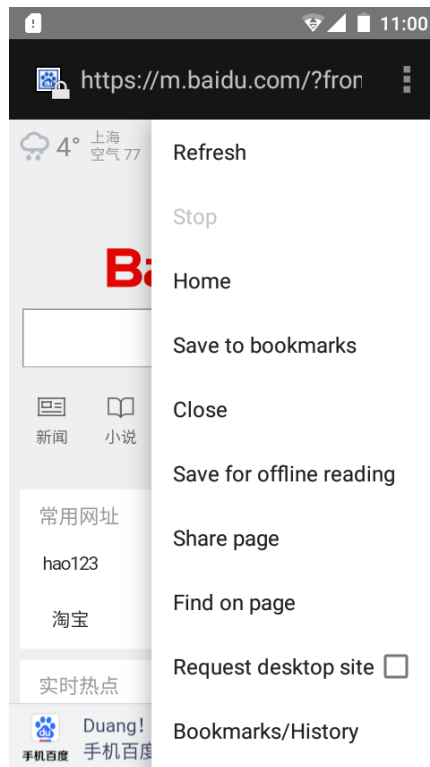 11:00
https://m.baidu.com/?fron
4° 上海
空气 77
Refresh
Stop
Home
Save to bookmarks
新闻 小说
Close
Save for offline reading
常用网址
Share page
hao123
Find on page
淘宝
Request desktop site
实时热点
Bookmarks/History
du
手机百度
Duang!
手机百度